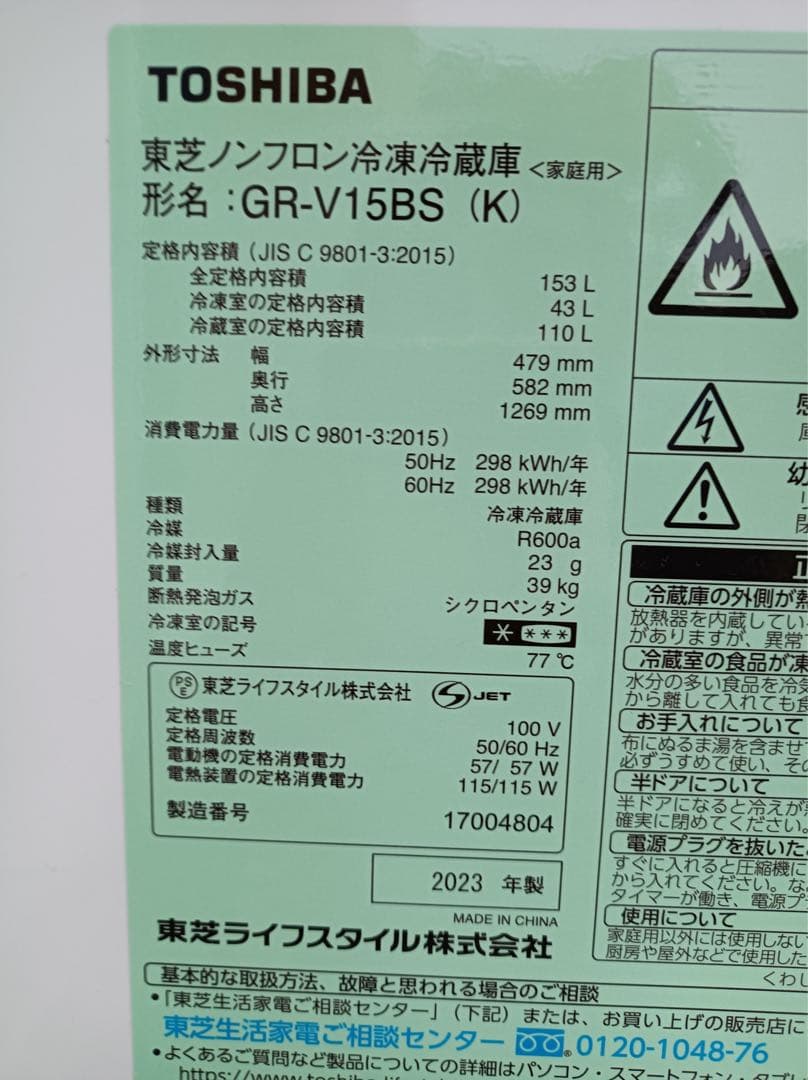 TOSHIBA
東芝ノンフロン冷凍冷蔵庫 <家庭用>
形名:GR-V15BS (K)
定格内容積 (JIS C 9801-3:2015)
全定格内容積 153 L
冷凍室の定格内容積 43 L
冷蔵室の定格内容積 110 L
外形寸法 幅 479 mm
奥行 582 mm
高さ 1269 mm
消費電力量 (JIS C 9801-3:2015)
50Hz 298 kWh/年
60Hz 298 kWh/年
種類 冷凍冷蔵庫
冷媒 R600a
冷媒封入量 23 g
質量 39 kg
断熱発泡ガス シクロペンタン
冷凍室の記号
温度ヒューズ 77 ℃
PSE 東芝ライフスタイル株式会社 JET
定格電圧 100 V
定格周波数 50/60 Hz
電動機の定格消費電力 57/ 57 W
電熱装置の定格消費電力 115/115 W
製造番号 17004804
2023 年製
MADE IN CHINA
東芝ライフスタイル株式会社
基本的な取扱方法、故障と思われる場合のご相談
•「東芝生活家電ご相談センター」(下記)または、お買い上げの販売店に
東芝生活家電ご相談センター 0120-1048-76
•よくあるご質問など製品についての詳細はパソコン・スマートフォン・タブレ
幼
閉
冷蔵庫の外側が熱
放熱器を内蔵してい
がありますが、異常
冷蔵室の食品が凍
水分の多い食品を冷気
から離して入れても食
お手入れについて
布にぬるま湯を含ませ
必ずうすめて使い、その
半ドアについて
半ドアになると冷えが
確実に閉めてください。
電源プラグを抜いた
すぐに入れると圧縮機に
から入れてください。な
タイマーが働き、電源プ
使用について
家庭用以外には使用しない
厨房や屋外などで使用した
くわし